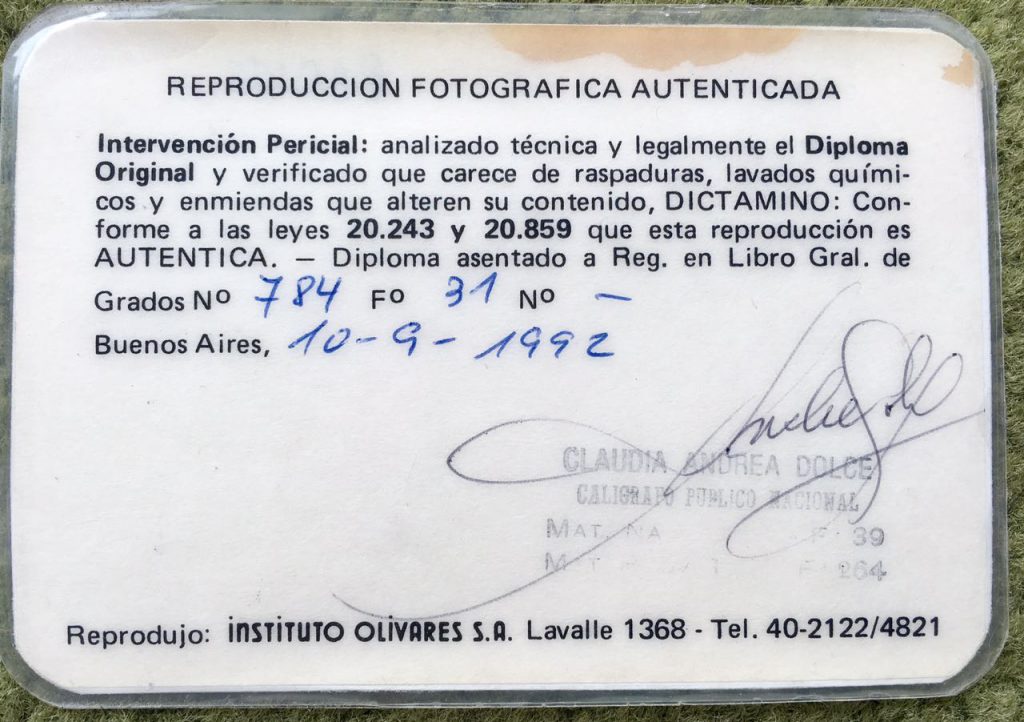 REPRODUCCION FOTOGRAFICA AUTENTICADA
Intervención Pericial: analizado técnica y legalmente el Diploma
Original y verificado que carece de raspaduras, lavados quími-
cos y enmiendas que alteren su contenido, DICTAMINO: Con-
forme a las leyes 20.243 y 20.859 que esta reproducción es
AUTENTICA. — Diploma asentado a Reg. en Libro Gral. de
Grados Nº 784 Fº 31 Nº —
Buenos Aires, 10-9-1992
CLAUDIA ANDREA DOLCE
CALIGRAFO PUBLICO NACIONAL
MAT. NA F 39
F 264
Reprodujo: INSTITUTO OLIVARES S.A. Lavalle 1368 - Tel. 40-2122/4821